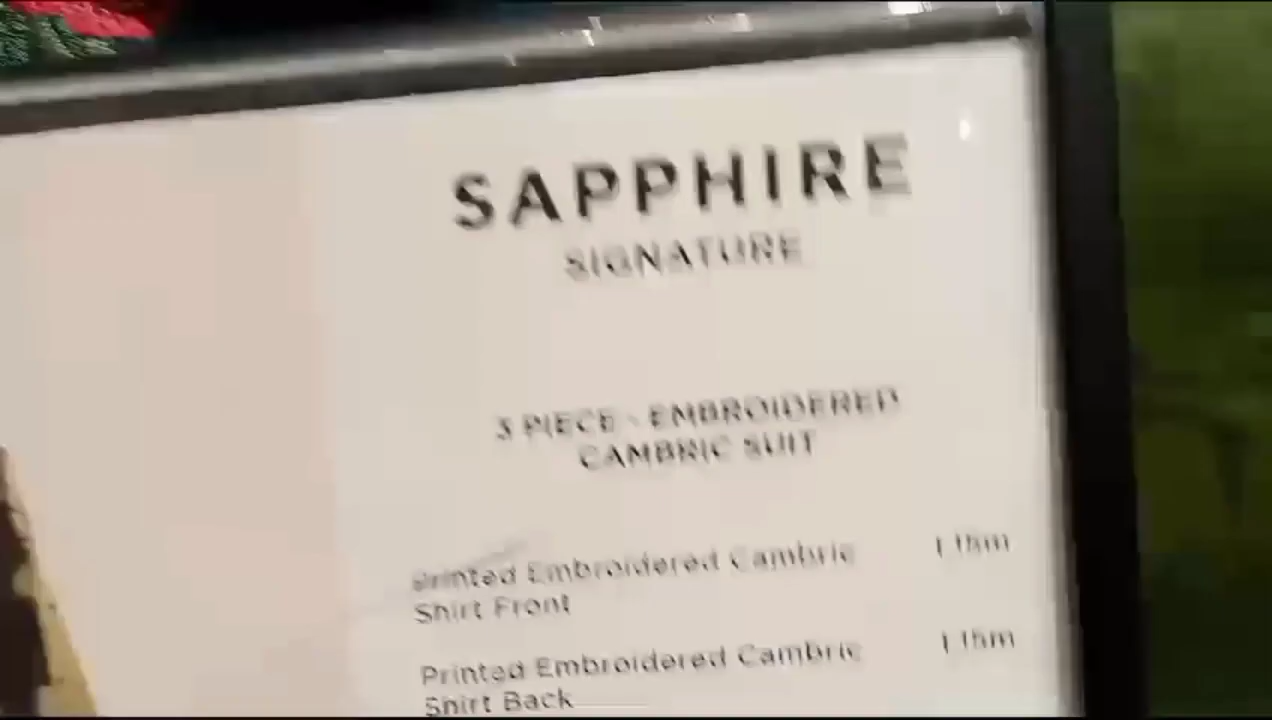 SAPPHIRE
SIGNATURE
3 PIECE - EMBROIDERED
CAMBRIC SUIT
Printed Embroidered Cambric
Shirt Front
Printed Embroidered Cambric
Shirt Back